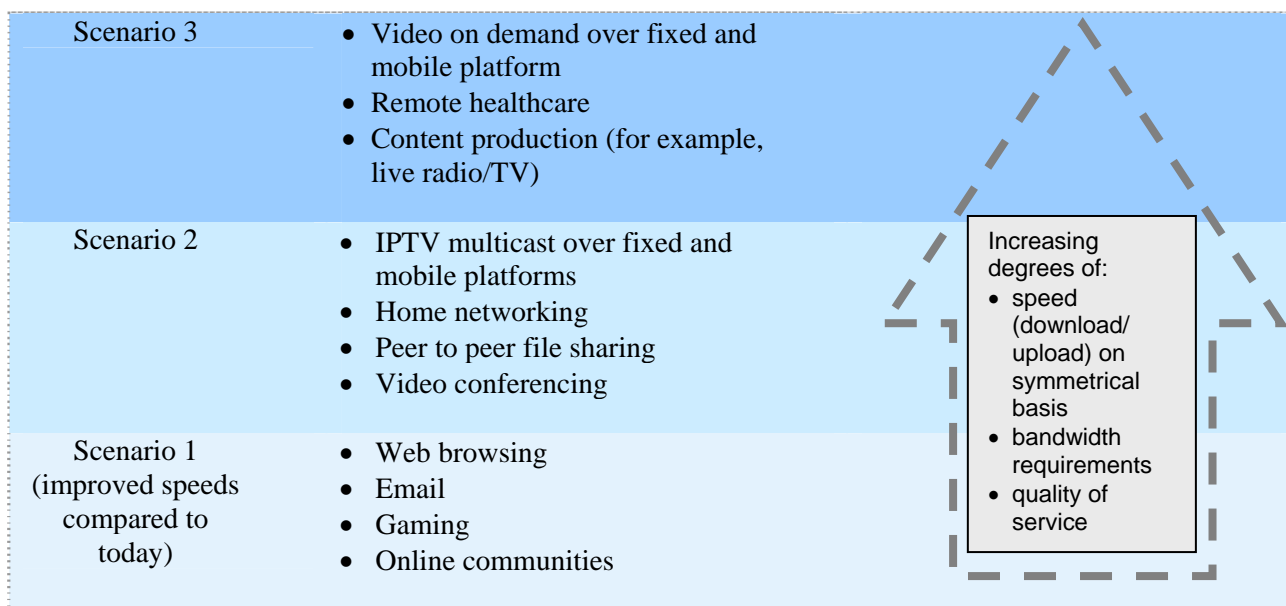 Scenario 3
• Video on demand over fixed and
mobile platform
• Remote healthcare
• Content production (for example,
live radio/TV)
Scenario 2
• IPTV multicast over fixed and
mobile platforms
• Home networking
• Peer to peer file sharing
• Video conferencing
Scenario 1
(improved speeds
compared to
today)
• Web browsing
• Email
• Gaming
• Online communities
Increasing
degrees of:
• speed
(download/
upload) on
symmetrical
basis
• bandwidth
requirements
• quality of
service